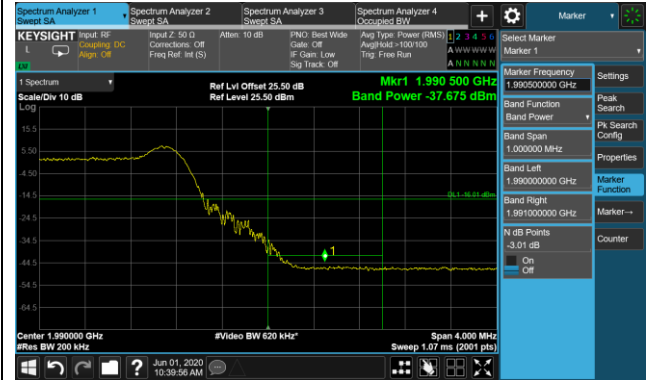 Spectrum Analyzer 1
Swept SA
Spectrum Analyzer 2
Swept SA
Spectrum Analyzer 3
Swept SA
Spectrum Analyzer 4
Occupied BW
+
Marker
KEYSIGHT
L
LXI
Input: RF
Coupling: DC
Align: Off
Input Z: 50 Ω
Corrections: Off
Freq Ref: Int (S)
Atten: 10 dB
PNO: Best Wide
Gate: Off
IF Gain: Low
Sig Track: Off
Avg Type: Power (RMS)
Avg|Hold:>100/100
Trig: Free Run
1 2 3 4 5 6
A W W W W W
A N N N N N
1 Spectrum
Scale/Div 10 dB
Log
Ref Lvl Offset 25.50 dB
Ref Level 25.50 dBm
Mkr1 1.990 500 GHz
Band Power -37.675 dBm
15.5
5.50
-4.50
-14.5
-24.5
-34.5
-44.5
-54.5
-64.5
DL1 -16.01 dBm
1
Center 1.990000 GHz
#Res BW 200 kHz
#Video BW 620 kHz*
Span 4.000 MHz
Sweep 1.07 ms (2001 pts)
?
Jun 01, 2020
10:39:56 AM
Select Marker
Marker 1
Marker Frequency
1.990500000 GHz
Band Function
Band Power
Band Span
1.000000 MHz
Band Left
1.990000000 GHz
Band Right
1.991000000 GHz
N dB Points
-3.01 dB
On
Off
Settings
Peak
Search
Pk Search
Config
Properties
Marker
Function
Marker→
Counter